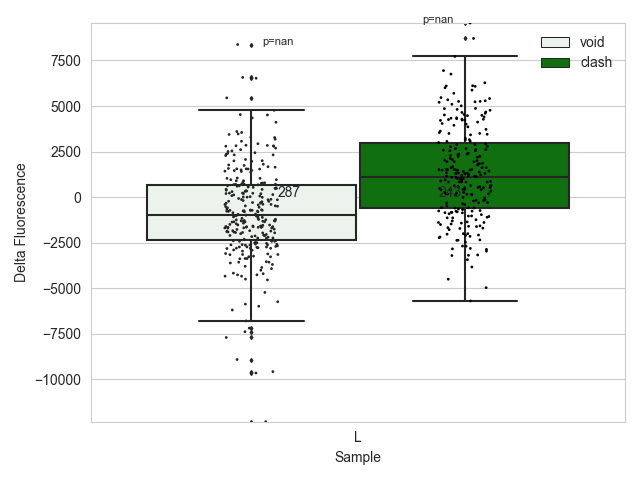 p=nan
p=nan
void
clash
7500
5000
2500
0
−2500
−5000
−7500
−10000
287
Delta Fluorescence
L
Sample